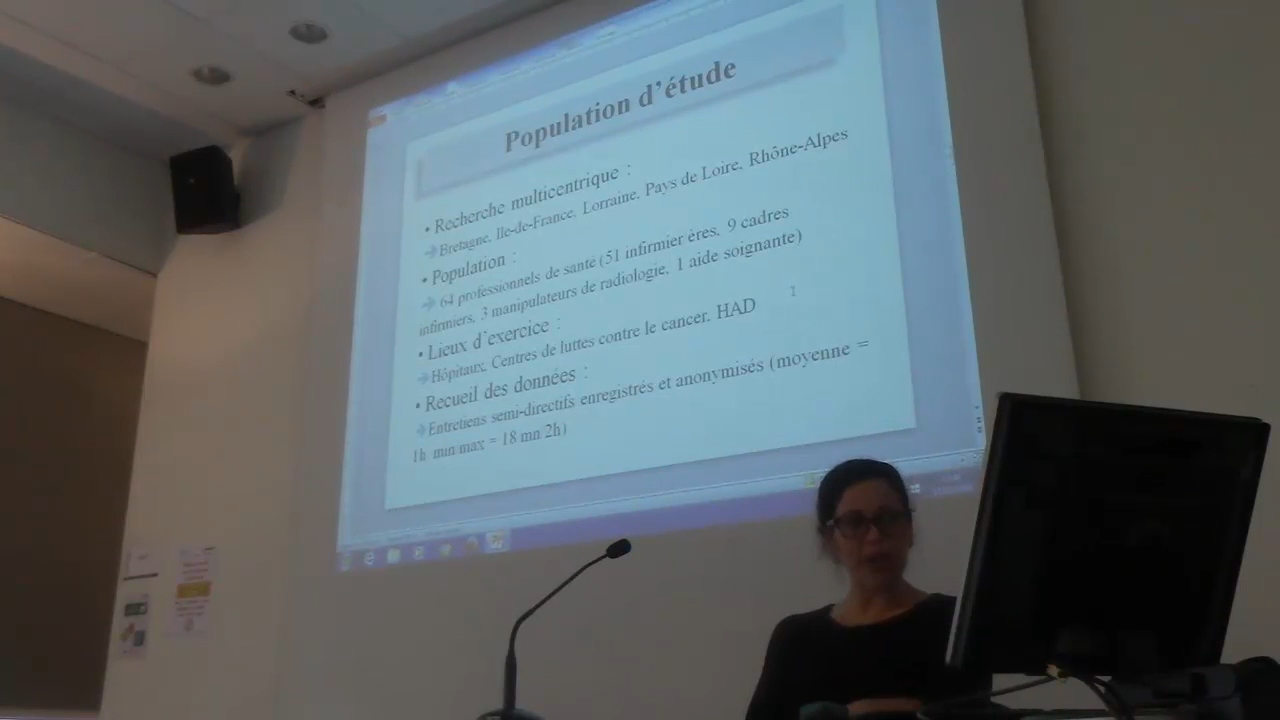 Population d'étude
• Recherche multicentrique :
Bretagne, Ile-de-France, Lorraine, Pays de Loire, Rhône-Alpes
• Population :
64 professionnels de santé (51 infirmier ères, 9 cadres
infirmiers, 3 manipulateurs de radiologie, 1 aide soignante)
• Lieux d'exercice :
Hôpitaux, Centres de luttes contre le cancer, HAD
• Recueil des données :
Entretiens semi-directifs enregistrés et anonymisés (moyenne =
1h min max = 18 mn 2h)